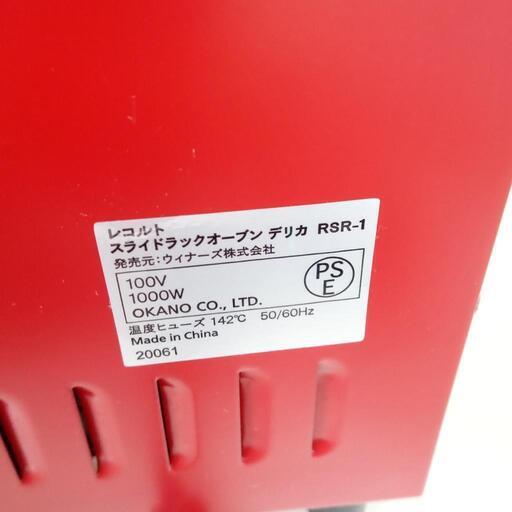 レコルト
スライドラックオーブン デリカ RSR-1
発売元:ウィナーズ株式会社
100V
1000W
OKANO CO., LTD.
PS
E
温度ヒューズ 142℃ 50/60Hz
Made in China
20061